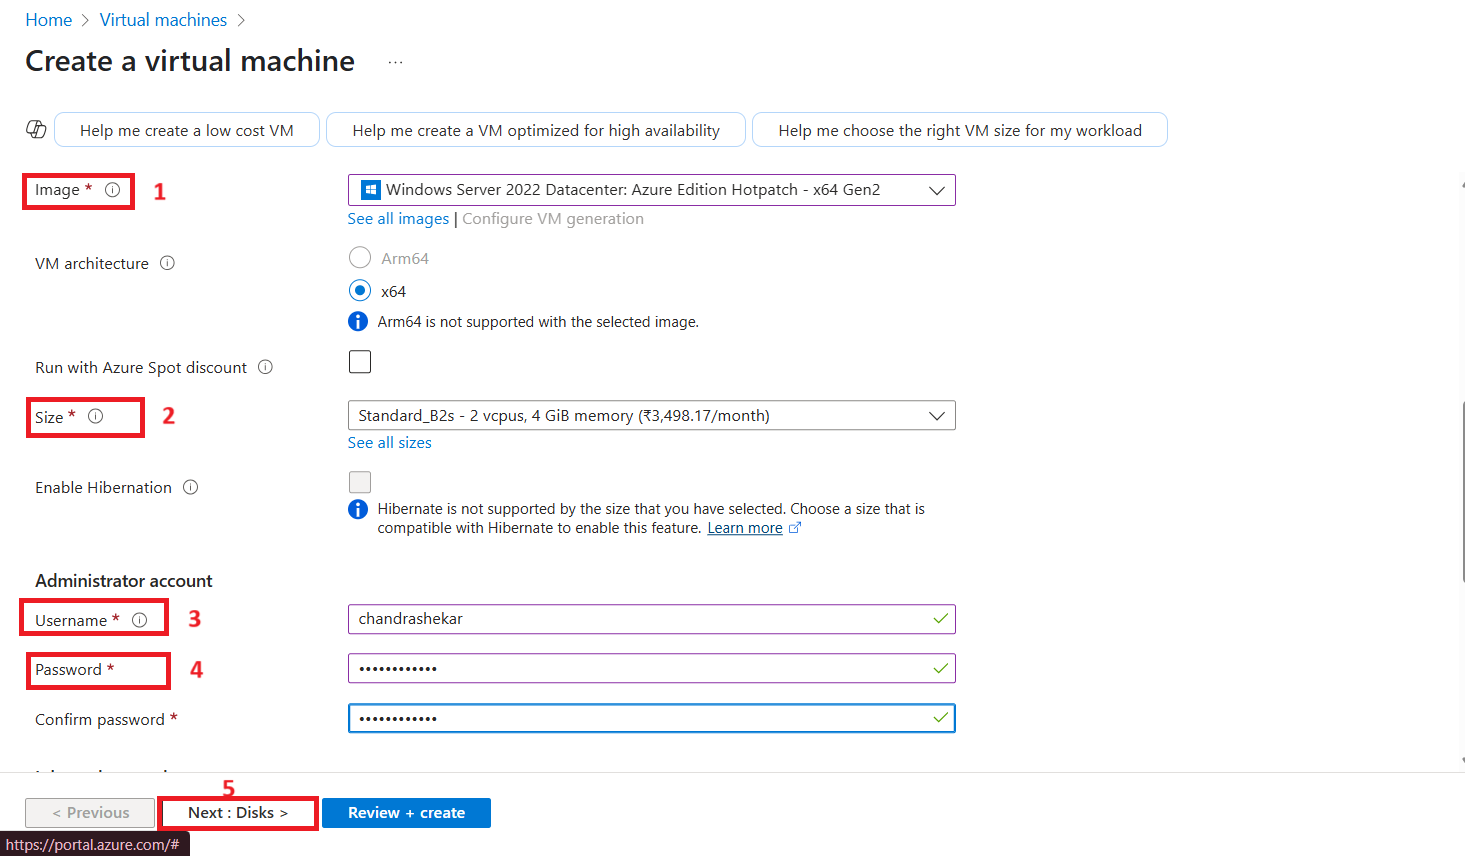 Home > Virtual machines >
Create a virtual machine ...
Help me create a low cost VM
Help me create a VM optimized for high availability
Help me choose the right VM size for my workload
Image * 1
Windows Server 2022 Datacenter: Azure Edition Hotpatch - x64 Gen2
See all images | Configure VM generation
VM architecture
Arm64
x64
Arm64 is not supported with the selected image.
Run with Azure Spot discount
Size * 2
Standard_B2s - 2 vcpus, 4 GiB memory (₹3,498.17/month)
See all sizes
Enable Hibernation
Hibernate is not supported by the size that you have selected. Choose a size that is
compatible with Hibernate to enable this feature. Learn more
Administrator account
Username * 3
chandrashekar
Password * 4
••••••••••••
Confirm password *
••••••••••••
5
< Previous
Next : Disks >
Review + create
https://portal.azure.com/#